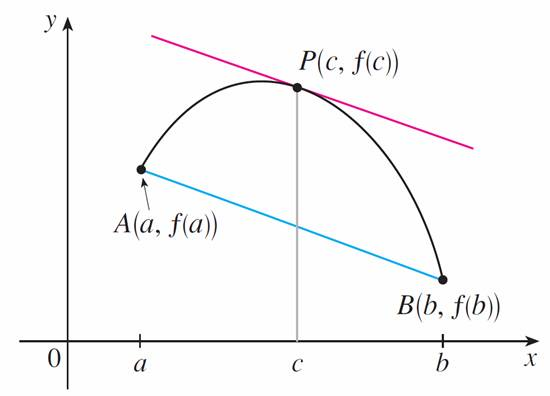 y
P(c, f(c))
A(a, f(a))
B(b, f(b))
0
a
c
b
x